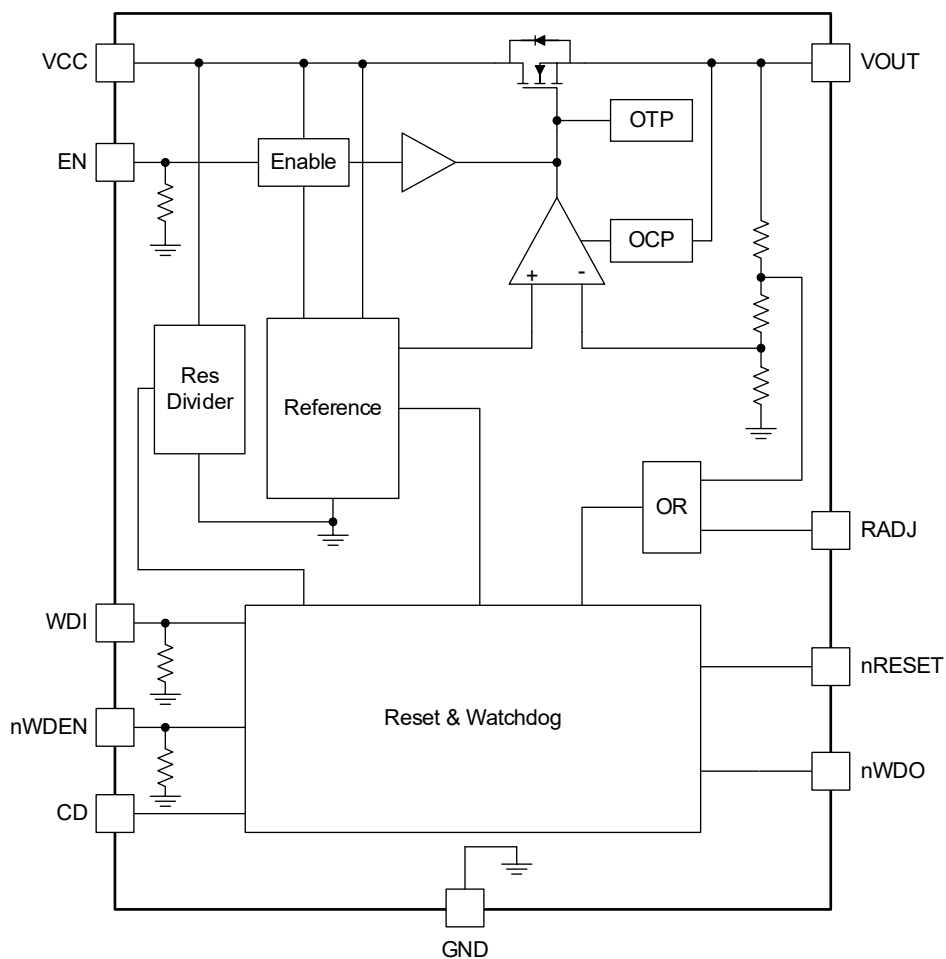 VCC
VOUT
OTP
EN
Enable
OCP
+
-
Res
Divider
Reference
OR
RADJ
WDI
nRESET
nWDEN
Reset & Watchdog
nWDO
CD
GND